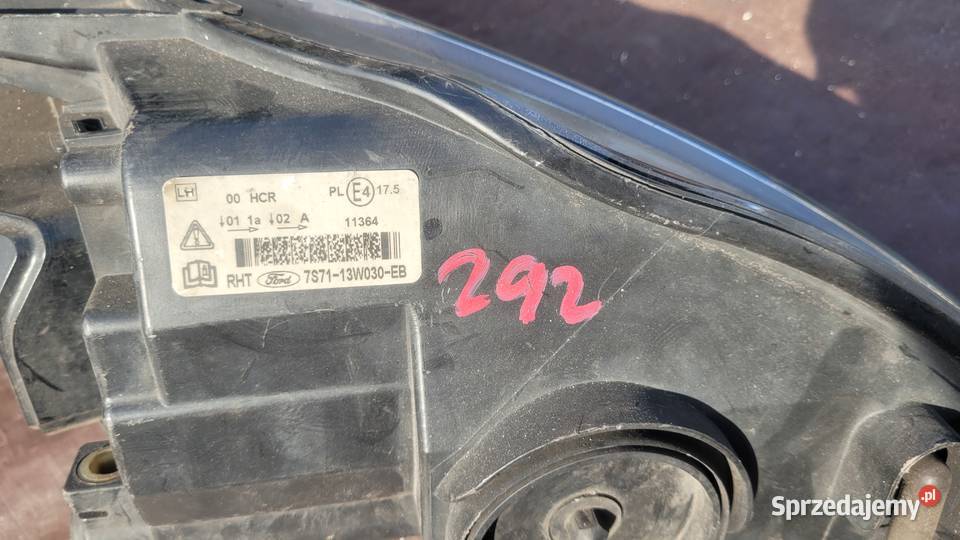 LH
00 HCR
PL E4 17.5
↓01 1a ↓02 A
11364
RHT Ford 7S71-13W030-EB
292
Sprzedajemy.pl